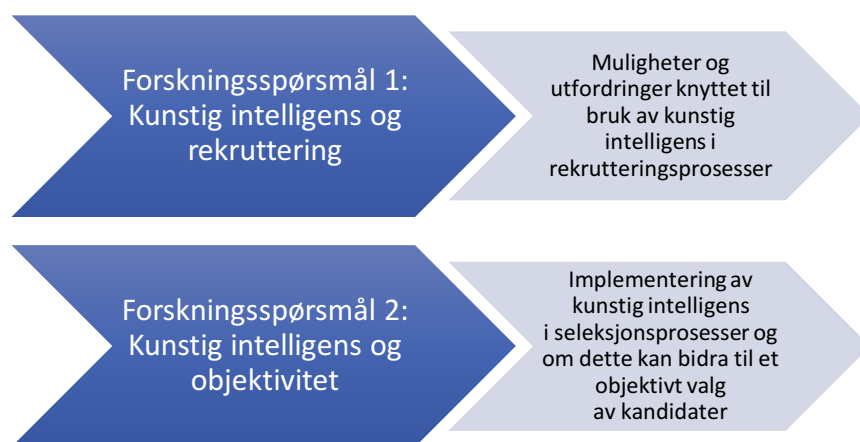 Forskningsspørsmål 1:
Kunstig intelligens og
rekruttering
Muligheter og
utfordringer knyttet til
bruk av kunstig
intelligens i
rekrutteringsprosesser
Forskningsspørsmål 2:
Kunstig intelligens og
objektivitet
Implementering av
kunstig intelligens
i seleksjonsprosesser og
om dette kan bidra til et
objektivt valg
av kandidater